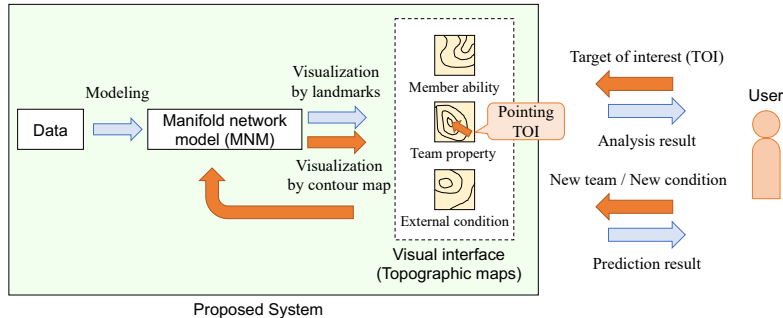 Data
Modeling
Manifold network
model (MNM)
Visualization
by landmarks
Visualization
by contour map
Member ability
Pointing
TOI
Team property
External condition
Visual interface
(Topographic maps)
Proposed System
Target of interest (TOI)
Analysis result
New team / New condition
Prediction result
User